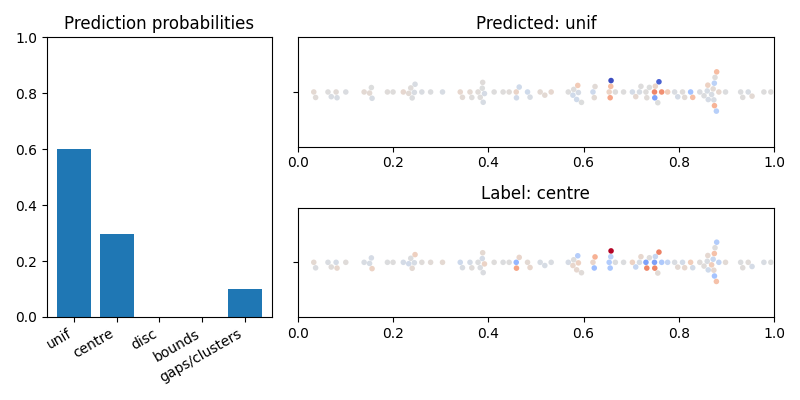 Prediction probabilities
1.0
0.8
0.6
0.4
0.2
0.0
unif
centre
disc
bounds
gaps/clusters
Predicted: unif
0.0 0.2 0.4 0.6 0.8 1.0
Label: centre
0.0 0.2 0.4 0.6 0.8 1.0